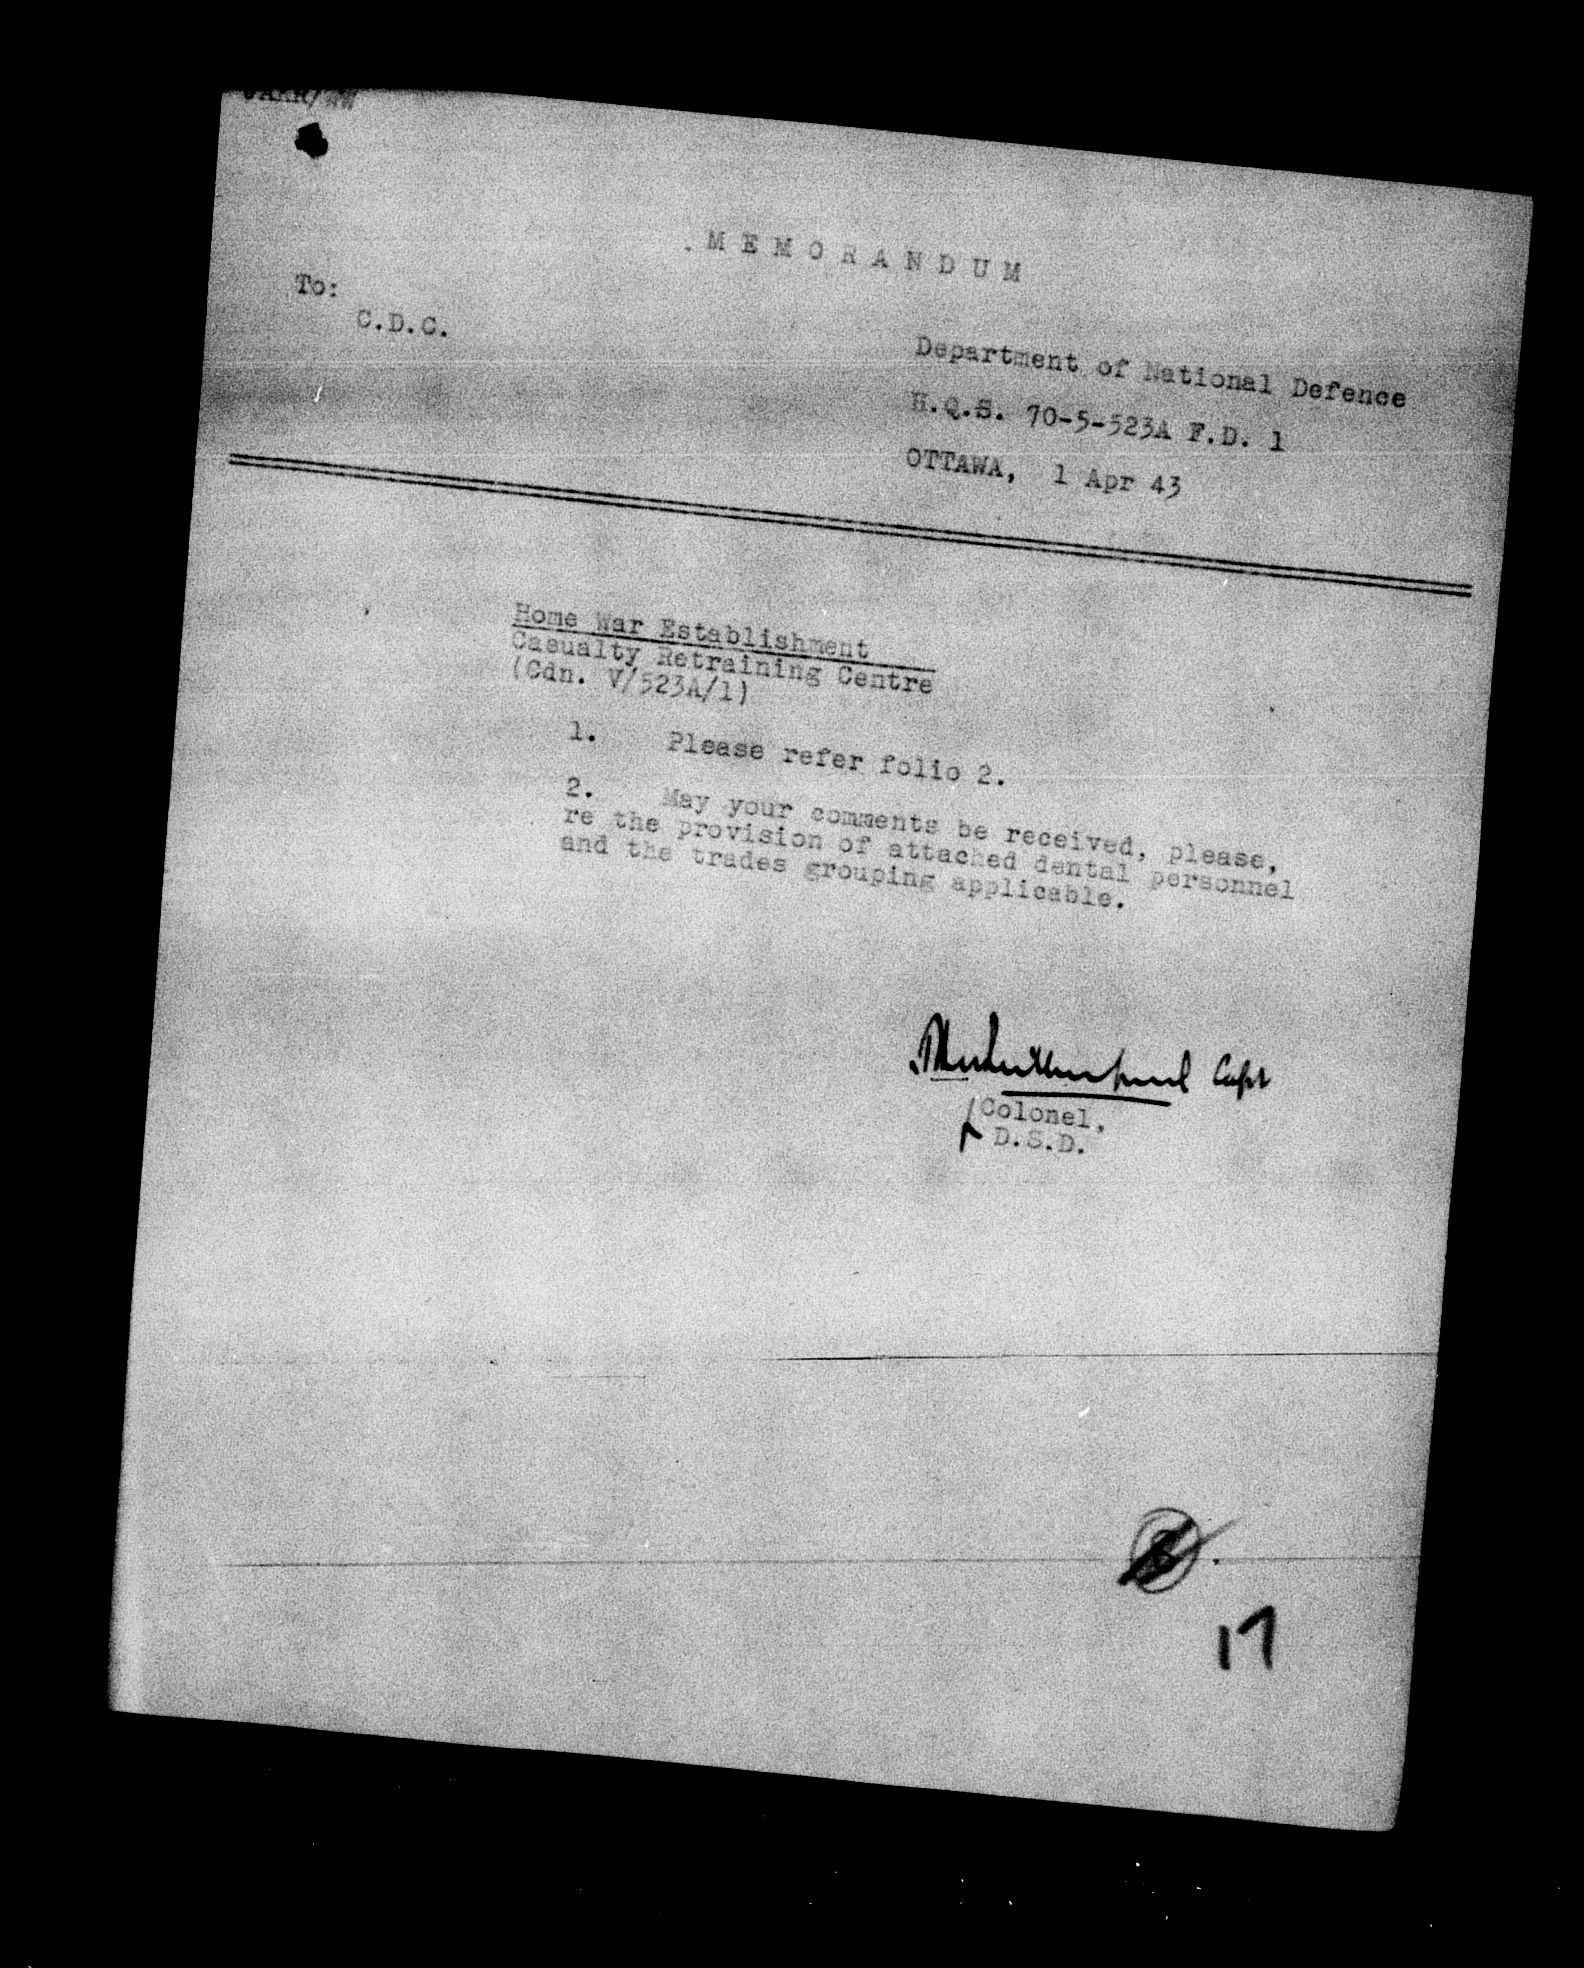 MEMORANDUM
To:
C.D.C.
Department of National Defence
H.Q.S. 70-5-523A F.D. 1
OTTAWA, 1 Apr 43
Home War Establishment
Casualty Retraining Centre
(Cdn. V/523A/1)
1. Please refer folio 2.
2. May your comments be received, please,
re the provision of attached dental personnel
and the trades grouping applicable.
Capt
Colonel,
D.S.D.
17